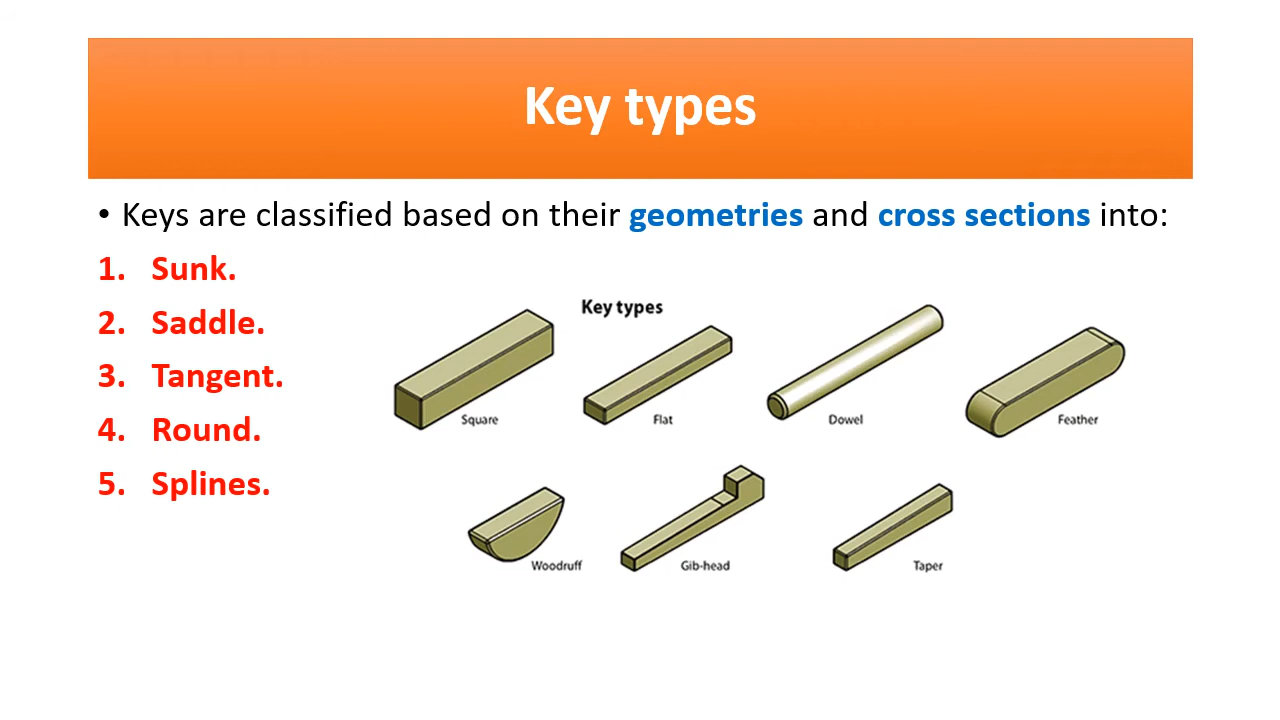 Key types
• Keys are classified based on their geometries and cross sections into:
1. Sunk.
2. Saddle.
3. Tangent.
4. Round.
5. Splines.
Key types
Square
Flat
Dowel
Feather
Woodruff
Gib-head
Taper